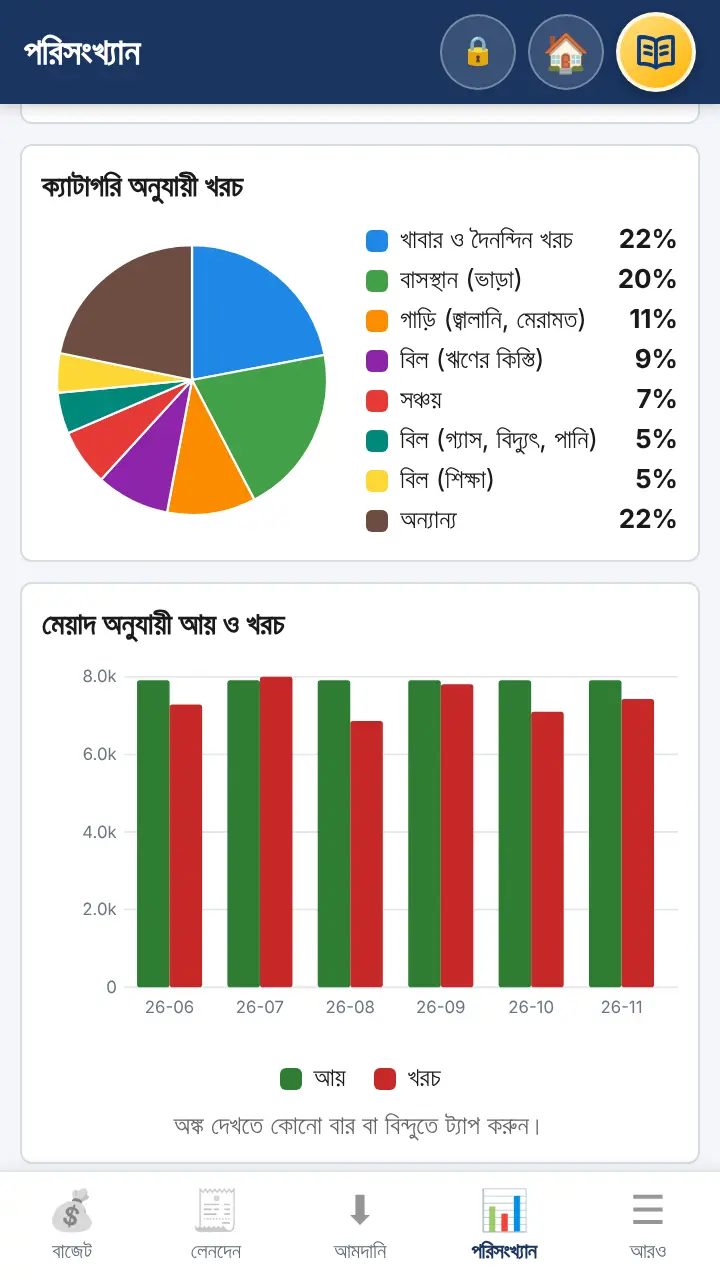 পরিসংখ্যান
ক্যাটাগরি অনুযায়ী খরচ
খাবার ও দৈনন্দিন খরচ 22%
বাসস্থান (ভাড়া) 20%
গাড়ি (জ্বালানি, মেরামত) 11%
বিল (ঋণের কিস্তি) 9%
সঞ্চয় 7%
বিল (গ্যাস, বিদ্যুৎ, পানি) 5%
বিল (শিক্ষা) 5%
অন্যান্য 22%
মেয়াদ অনুযায়ী আয় ও খরচ
8.0k
6.0k
4.0k
2.0k
0
26-06 26-07 26-08 26-09 26-10 26-11
আয় খরচ
অঙ্ক দেখতে কোনো বার বা বিন্দুতে ট্যাপ করুন।
বাজেট লেনদেন আমদানি পরিসংখ্যান আরও